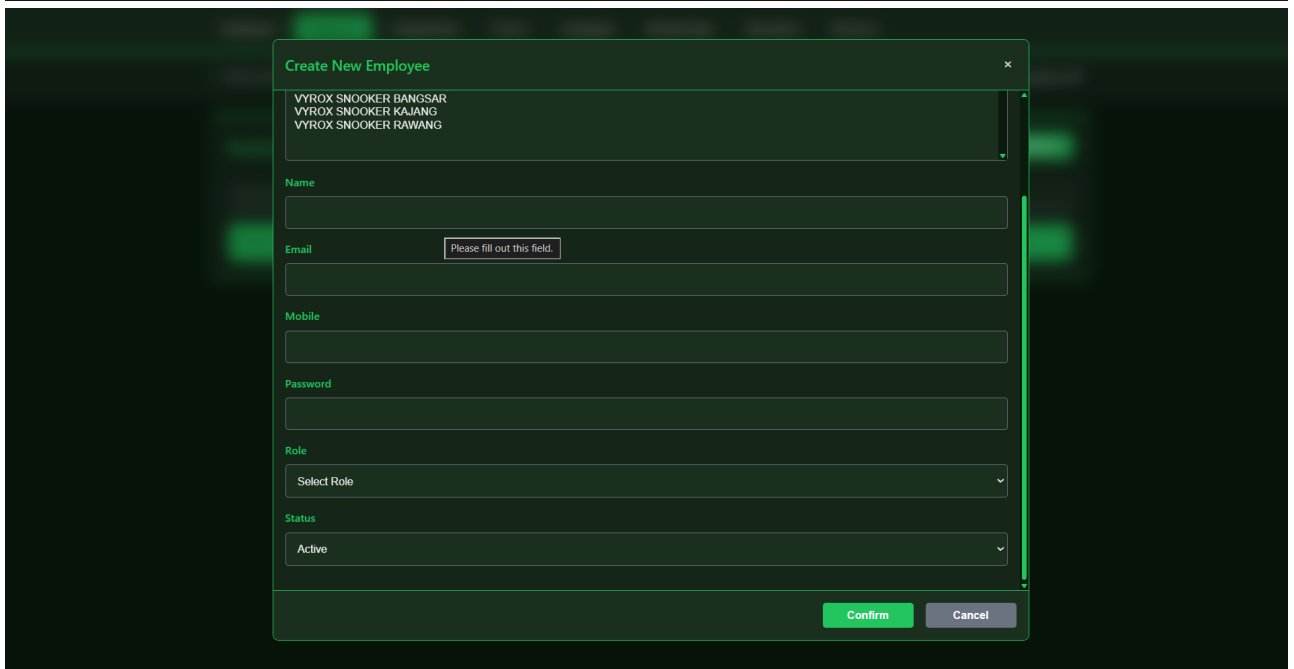 Create New Employee
×
VYROX SNOOKER BANGSAR
VYROX SNOOKER KAJANG
VYROX SNOOKER RAWANG
Name
Please fill out this field.
Email
Mobile
Password
Role
Select Role
Status
Active
Confirm
Cancel